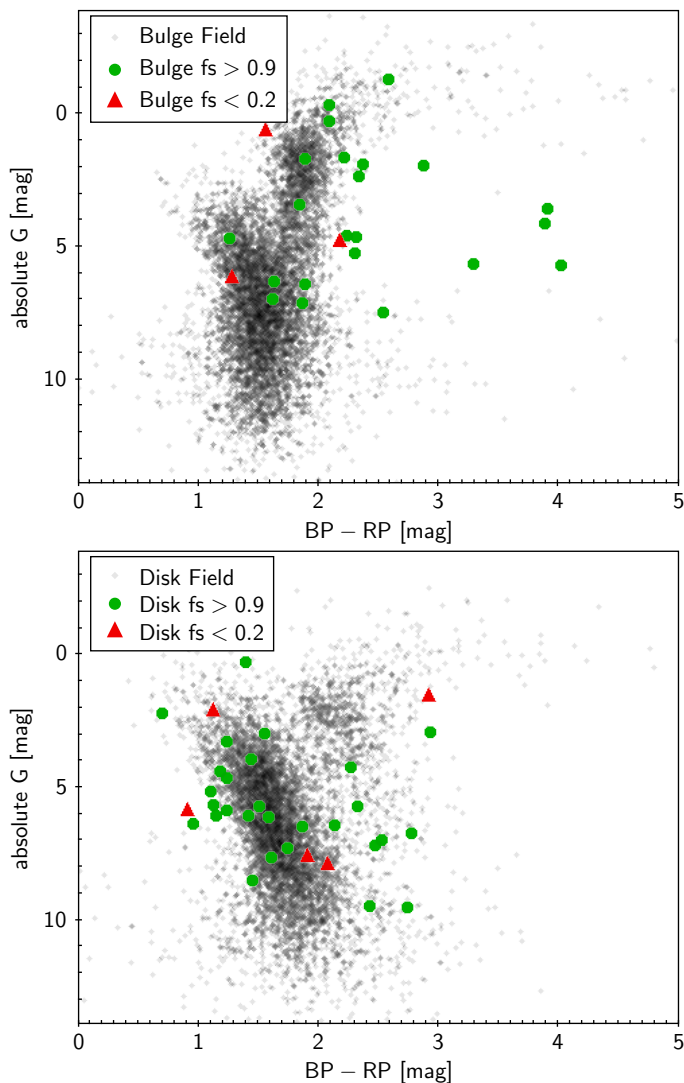 Bulge Field
Bulge fs > 0.9
Bulge fs < 0.2
0
5
10
absolute G [mag]
0 1 2 3 4 5
BP − RP [mag]
Disk Field
Disk fs > 0.9
Disk fs < 0.2
0
5
10
absolute G [mag]
0 1 2 3 4 5
BP − RP [mag]